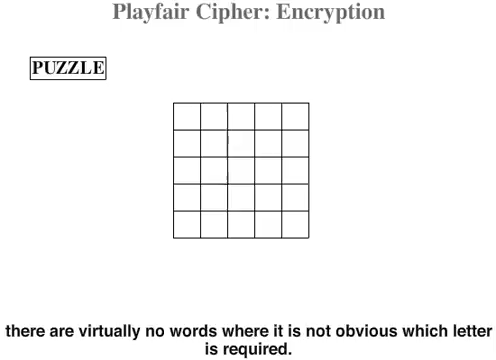 Playfair Cipher: Encryption
PUZZLE
there are virtually no words where it is not obvious which letter
is required.